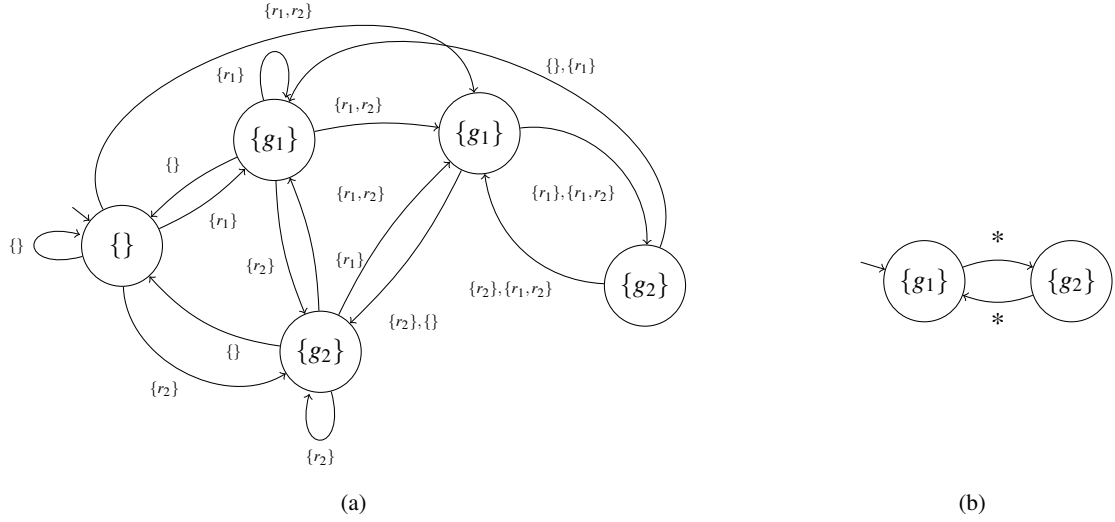 {r₁,r₂}
{}, {r₁}
{r₁}
{r₁,r₂}
{g₁}
{g₁}
{}
{r₁,r₂}
{r₁},{r₁,r₂}
{r₁}
{}
{}
{r₂}
{r₁}
*
{g₂}
{g₁}
{g₂}
{r₂},{r₁,r₂}
{r₂},{}
*
{g₂}
{}
{r₂}
{r₂}
(a)
(b)